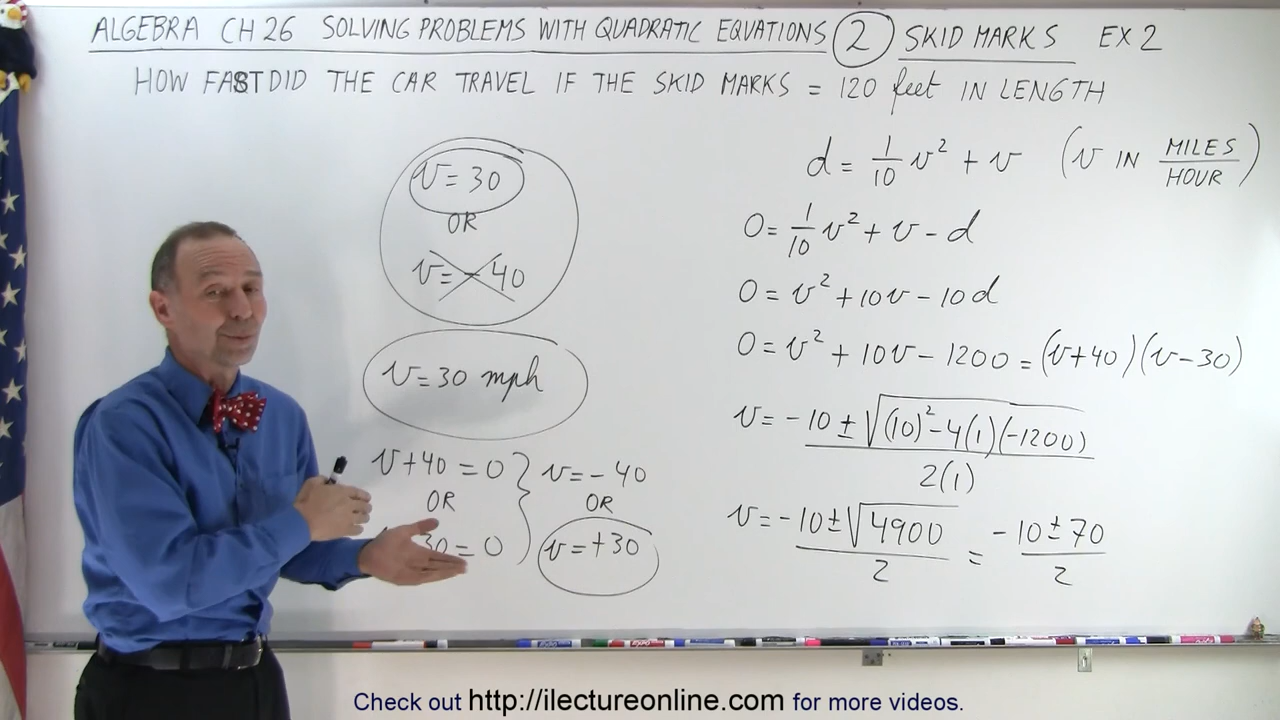 ALGEBRA CH 26 SOLVING PROBLEMS WITH QUADRATIC EQUATIONS 2 SKID MARKS EX 2
HOW FAST DID THE CAR TRAVEL IF THE SKID MARKS = 120 feet IN LENGTH
v = 30
OR
v = -40
v = 30 mph
v + 40 = 0
OR
30 = 0
v = -40
OR
v = +30
d = 1/10 v² + v (v IN MILES/HOUR)
0 = 1/10 v² + v - d
0 = v² + 10v - 10d
0 = v² + 10v - 1200 = (v+40)(v-30)
v = -10 ± √((10)² - 4(1)(-1200)) / 2(1)
v = -10 ± √4900 / 2 = -10 ± 70 / 2
Check out http://ilectureonline.com for more videos.